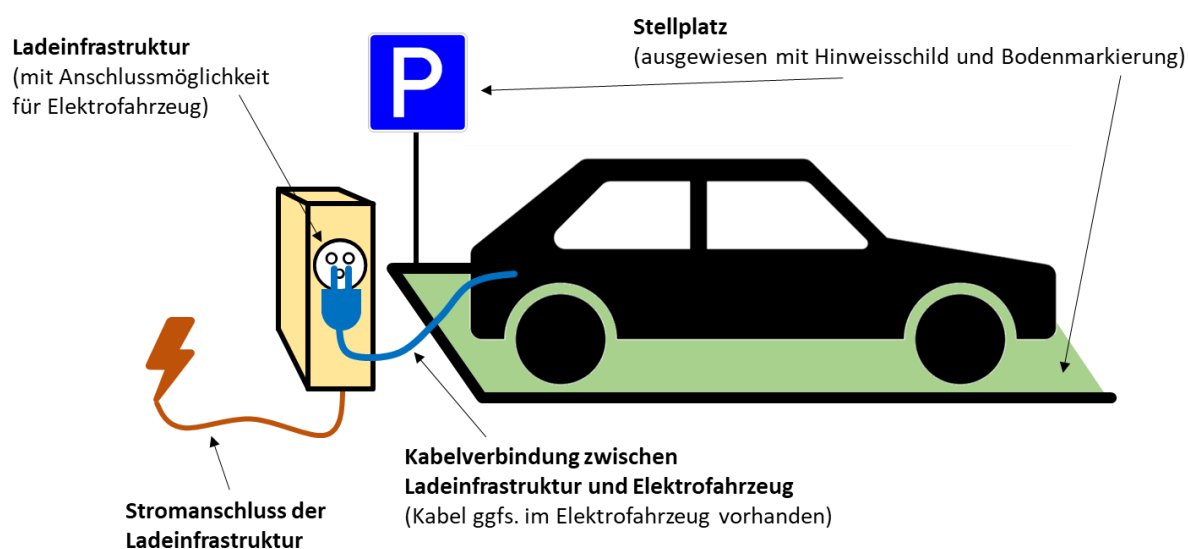 Ladeinfrastruktur
(mit Anschlussmöglichkeit
für Elektrofahrzeug)
P
Stellplatz
(ausgewiesen mit Hinweisschild und Bodenmarkierung)
Kabelverbindung zwischen
Ladeinfrastruktur und Elektrofahrzeug
(Kabel ggfs. im Elektrofahrzeug vorhanden)
Stromanschluss der
Ladeinfrastruktur